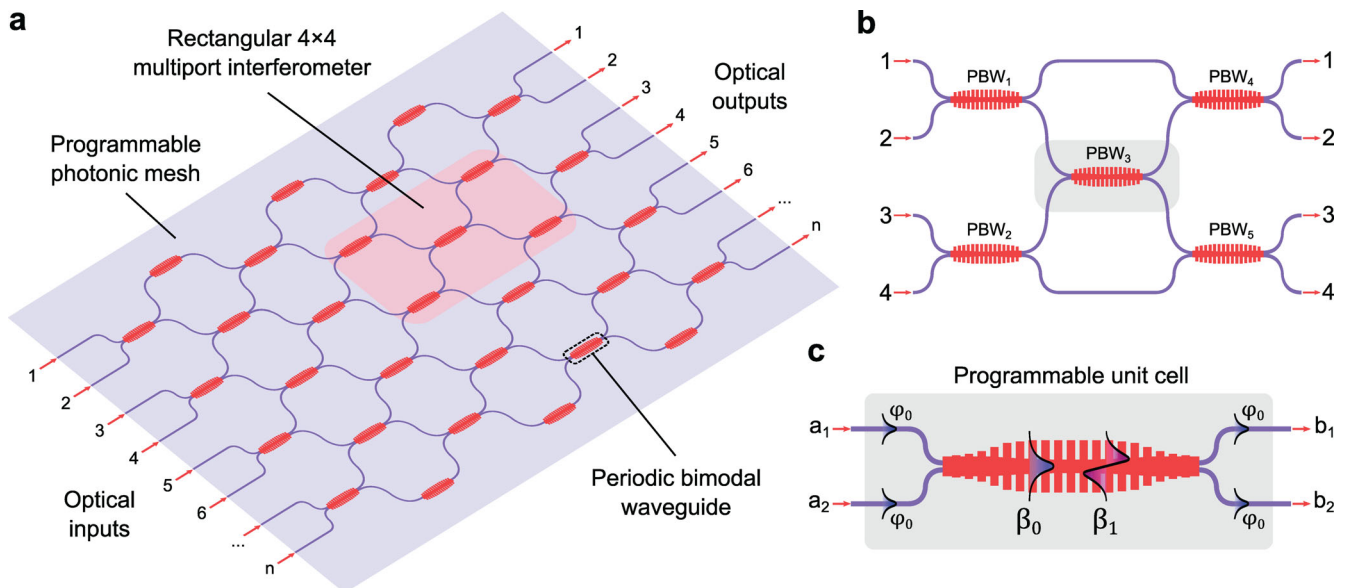 a
Rectangular 4×4
multiport interferometer
Programmable
photonic mesh
Optical
outputs
1
2
3
4
5
6
...
n
1
2
3
4
5
6
...
n
Optical
inputs
Periodic bimodal
waveguide
b
1
2
3
4
PBW₁
PBW₂
PBW₃
PBW₄
PBW₅
1
2
3
4
c
Programmable unit cell
a₁
φ₀
φ₀
b₁
a₂
φ₀
β₀
β₁
φ₀
b₂